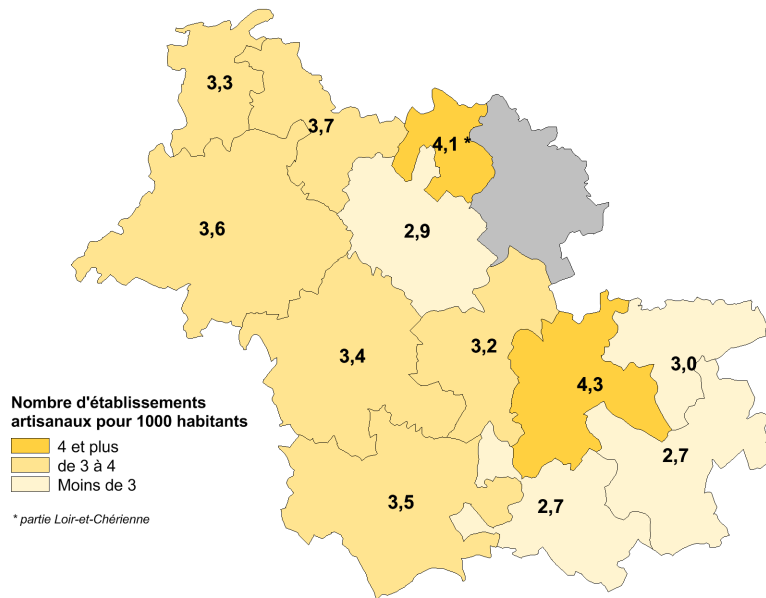 3,3
3,7
4,1 *
3,6
2,9
3,4
3,2
4,3
3,0
2,7
3,5
2,7
Nombre d'établissements
artisanaux pour 1000 habitants
4 et plus
de 3 à 4
Moins de 3
* partie Loir-et-Chérienne